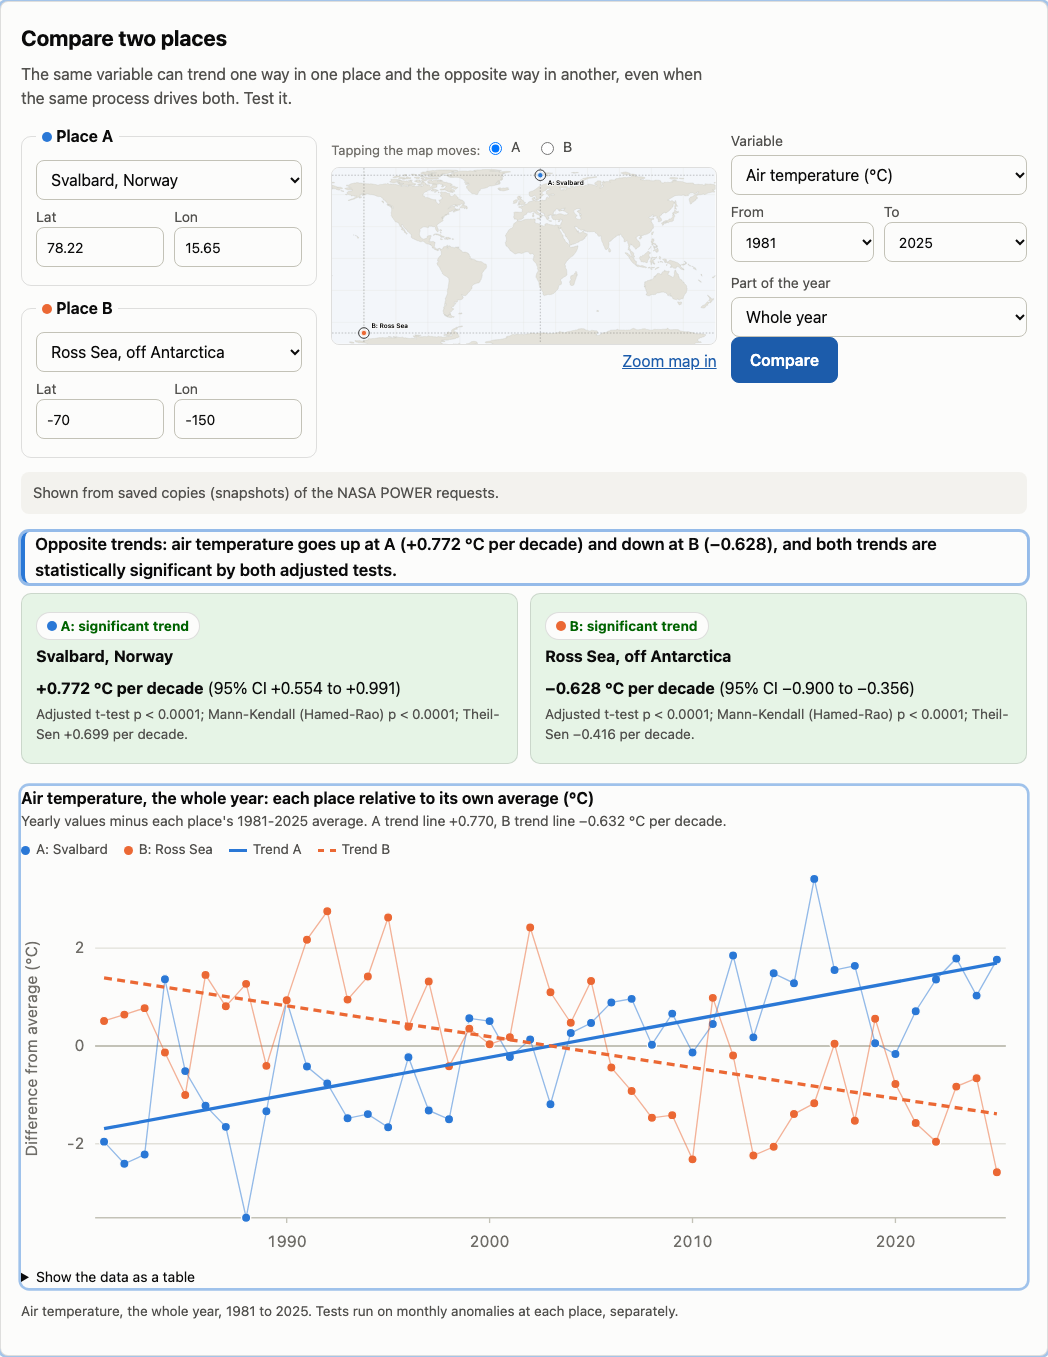 Compare two places
The same variable can trend one way in one place and the opposite way in another, even when
the same process drives both. Test it.
Place A
Svalbard, Norway
Lat
Lon
78.22
15.65
Place B
Ross Sea, off Antarctica
Lat
Lon
-70
-150
Tapping the map moves:
A
B
A: Svalbard
B: Ross Sea
Zoom map in
Variable
Air temperature (°C)
From
To
1981
2025
Part of the year
Whole year
Compare
Shown from saved copies (snapshots) of the NASA POWER requests.
Opposite trends: air temperature goes up at A (+0.772 °C per decade) and down at B (−0.628), and both trends are
statistically significant by both adjusted tests.
A: significant trend
Svalbard, Norway
+0.772 °C per decade (95% CI +0.554 to +0.991)
Adjusted t-test p < 0.0001; Mann-Kendall (Hamed-Rao) p < 0.0001; Theil-
Sen +0.699 per decade.
B: significant trend
Ross Sea, off Antarctica
−0.628 °C per decade (95% CI −0.900 to −0.356)
Adjusted t-test p < 0.0001; Mann-Kendall (Hamed-Rao) p < 0.0001; Theil-
Sen −0.416 per decade.
Air temperature, the whole year: each place relative to its own average (°C)
Yearly values minus each place's 1981-2025 average. A trend line +0.770, B trend line −0.632 °C per decade.
A: Svalbard
B: Ross Sea
Trend A
Trend B
Difference from average (°C)
2
0
−2
1990
2000
2010
2020
Show the data as a table
Air temperature, the whole year, 1981 to 2025. Tests run on monthly anomalies at each place, separately.